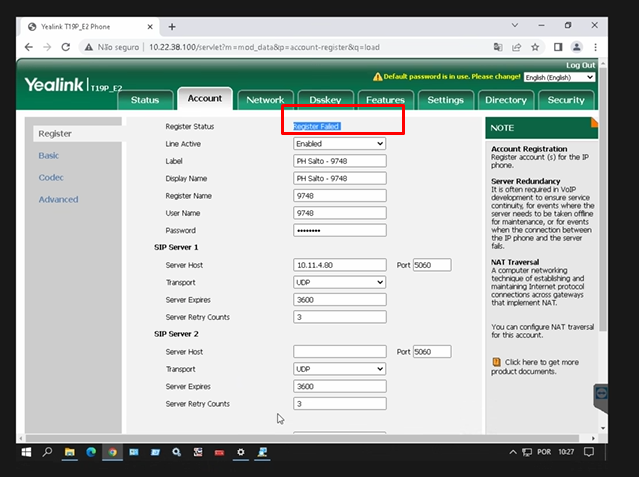 Yealink T19P_E2 Phone
Não seguro | 10.22.38.100/servlet?m=mod_data&p=account-register&q=load
Log Out
Yealink | T19P_E2
Default password is in use. Please change!
English (English)
Status
Account
Network
Dsskey
Features
Settings
Directory
Security
Register
Basic
Codec
Advanced
Register Status Register Failed
Line Active Enabled
Label PH Salto - 9748
Display Name PH Salto - 9748
Register Name 9748
User Name 9748
Password ••••••••
SIP Server 1
Server Host 10.11.4.80 Port 5060
Transport UDP
Server Expires 3600
Server Retry Counts 3
SIP Server 2
Server Host Port 5060
Transport UDP
Server Expires 3600
Server Retry Counts 3
NOTE
Account Registration
Register account (s) for the IP
phone.
Server Redundancy
It is often required in VoIP
development to ensure service
continuity, for events where the
server needs to be taken offline
for maintenance, or for events
when the connection between
the IP phone and the server
fails.
NAT Traversal
A computer networking
technique of establishing and
maintaining Internet protocol
connections across gateways
that implement NAT.
You can configure NAT traversal
for this account.
Click here to get more
product documents.
POR 10:27